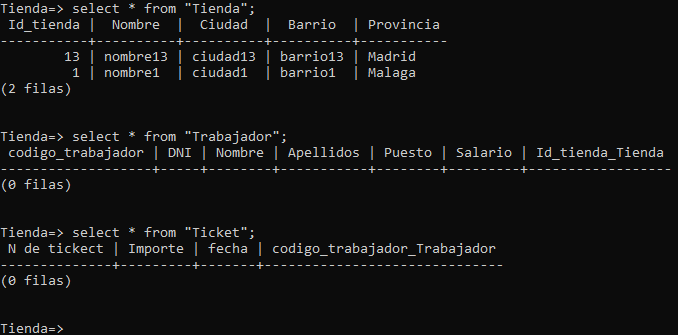 Tienda=> select * from "Tienda";
 Id_tienda |  Nombre  |  Ciudad  |  Barrio  | Provincia
-----------+----------+----------+----------+-----------
        13 | nombre13 | ciudad13 | barrio13 | Madrid
         1 | nombre1  | ciudad1  | barrio1  | Malaga
(2 filas)
Tienda=> select * from "Trabajador";
 codigo_trabajador | DNI | Nombre | Apellidos | Puesto | Salario | Id_tienda_Tienda
-------------------+-----+--------+-----------+--------+---------+------------------
(0 filas)
Tienda=> select * from "Ticket";
 N de tickect | Importe | fecha | codigo_trabajador_Trabajador
--------------+---------+-------+------------------------------
(0 filas)
Tienda=>